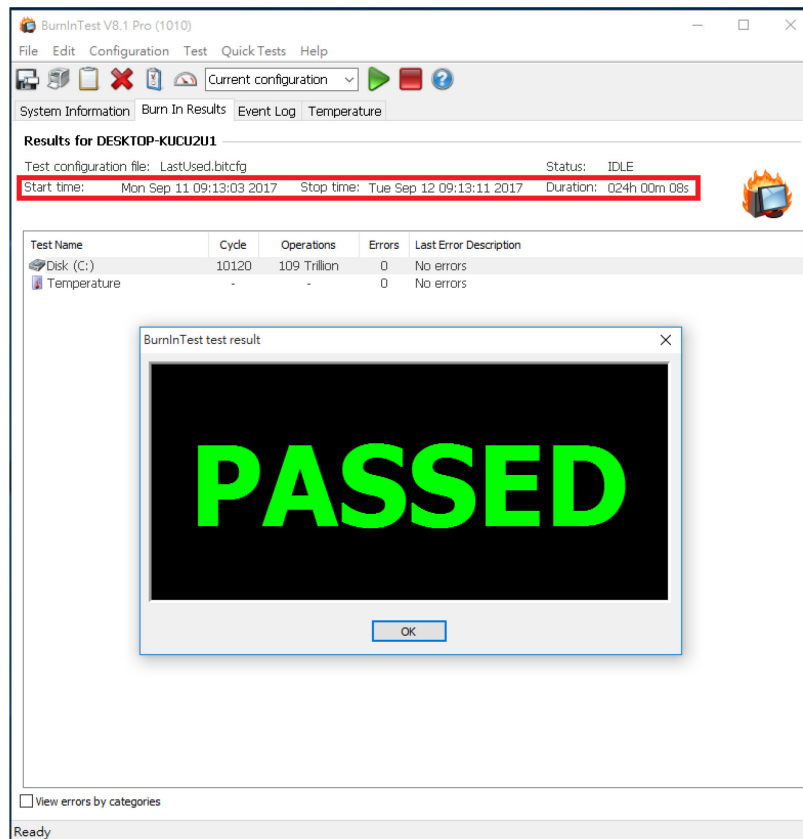 BurnInTest V8.1 Pro (1010)
File Edit Configuration Test Quick Tests Help
Current configuration
System Information Burn In Results Event Log Temperature
Results for DESKTOP-KUCU2U1
Test configuration file: LastUsed.bitcfg Status: IDLE
Start time: Mon Sep 11 09:13:03 2017 Stop time: Tue Sep 12 09:13:11 2017 Duration: 024h 00m 08s
Test Name Cycle Operations Errors Last Error Description
Disk (C:) 10120 109 Trillion 0 No errors
Temperature - - 0 No errors
BurnInTest test result
PASSED
OK
View errors by categories
Ready